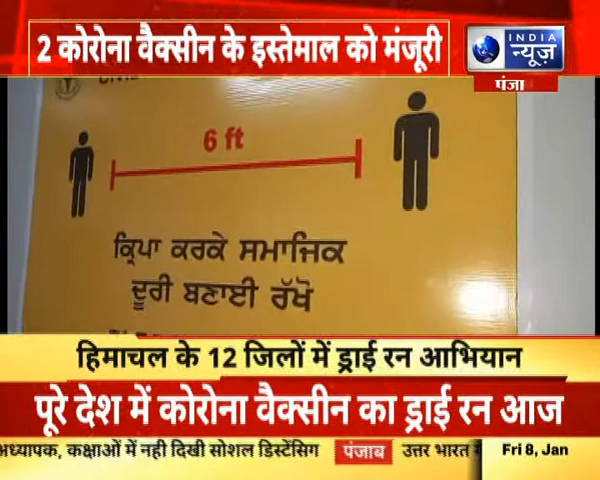 2 कोरोना वैक्सीन के इस्तेमाल को मंजूरी
INDIA
न्यूज़
पंजा
6 ft
ਕ੍ਰਿਪਾ ਕਰਕੇ ਸਮਾਜਿਕ
ਦੂਰੀ ਬਣਾਈ ਰੱਖੋ
हिमाचल के 12 जिलों में ड्राई रन आभियान
पूरे देश में कोरोना वैक्सीन का ड्राई रन आज
अध्यापक, कक्षाओं में नही दिखी सोशल डिस्टेंसिंग पंजाब उत्तर भारत Fri 8, Jan